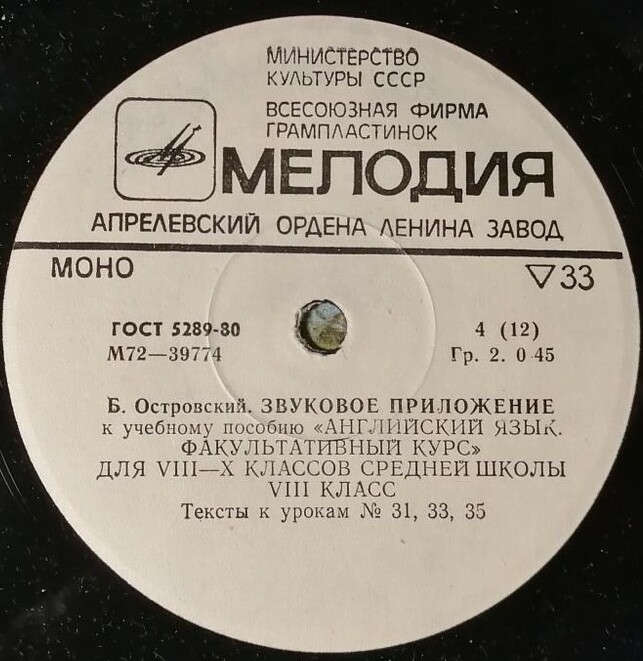 МИНИСТЕРСТВО
КУЛЬТУРЫ СССР
ВСЕСОЮЗНАЯ ФИРМА
ГРАМПЛАСТИНОК
МЕЛОДИЯ
АПРЕЛЕВСКИЙ ОРДЕНА ЛЕНИНА ЗАВОД
МОНО ▽33
ГОСТ 5289-80 4 (12)
М72—39774 Гр. 2. 0-45
Б. Островский. ЗВУКОВОЕ ПРИЛОЖЕНИЕ
к учебному пособию «АНГЛИЙСКИЙ ЯЗЫК.
ФАКУЛЬТАТИВНЫЙ КУРС»
ДЛЯ VIII—X КЛАССОВ СРЕДНЕЙ ШКОЛЫ
VIII КЛАСС
Тексты к урокам № 31, 33, 35